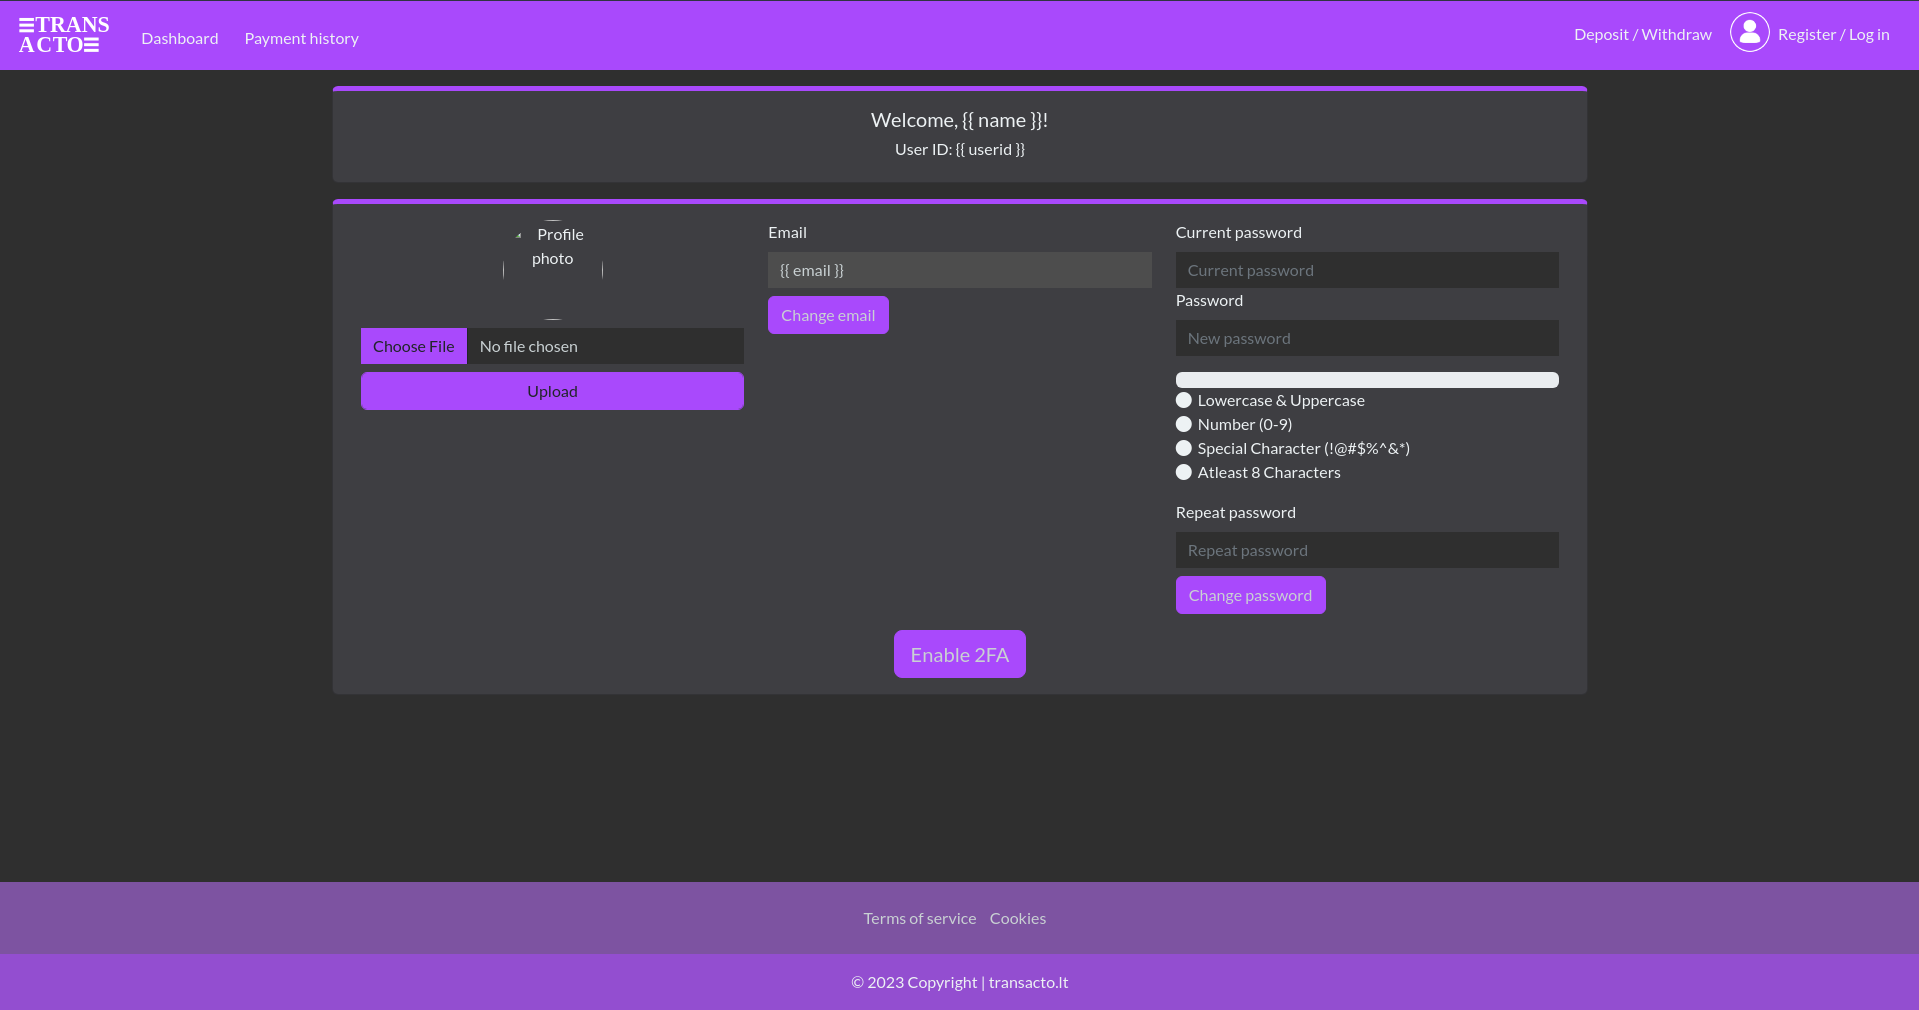 TRANS
ACTO
Dashboard Payment history
Deposit / Withdraw Register / Log in
Welcome, {{ name }}!
User ID: {{ userid }}
Profile
photo
Choose File No file chosen
Upload
Email
{{ email }}
Change email
Current password
Current password
Password
New password
Lowercase & Uppercase
Number (0-9)
Special Character (!@#$%^&*)
Atleast 8 Characters
Repeat password
Repeat password
Change password
Enable 2FA
Terms of service Cookies
© 2023 Copyright | transacto.lt